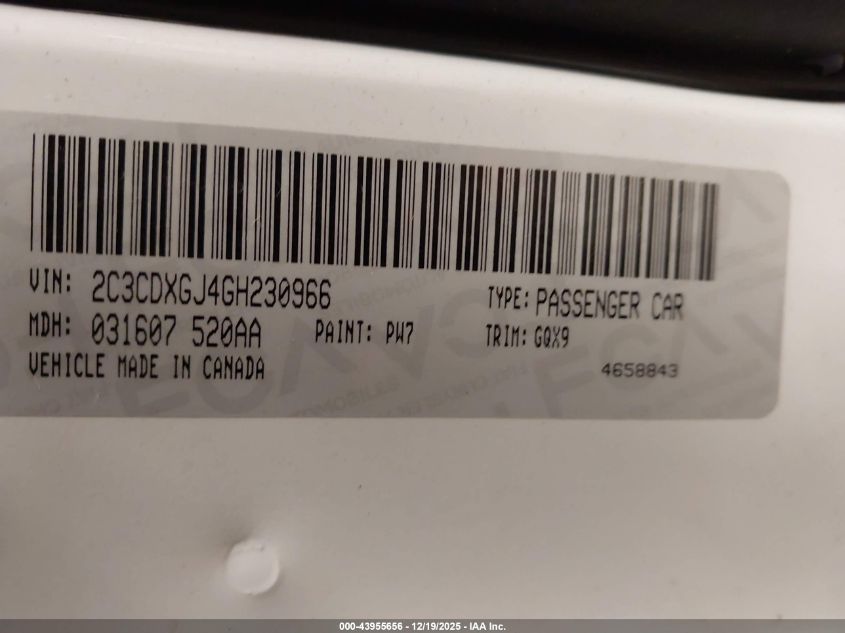 VIN: 2C3CDXGJ4GH230966 TYPE: PASSENGER CAR
MDH: 031607 520AA PAINT: PW7 TRIM: GQX9
VEHICLE MADE IN CANADA 4658843
000-43955656 - 12/19/2025 - IAA Inc.